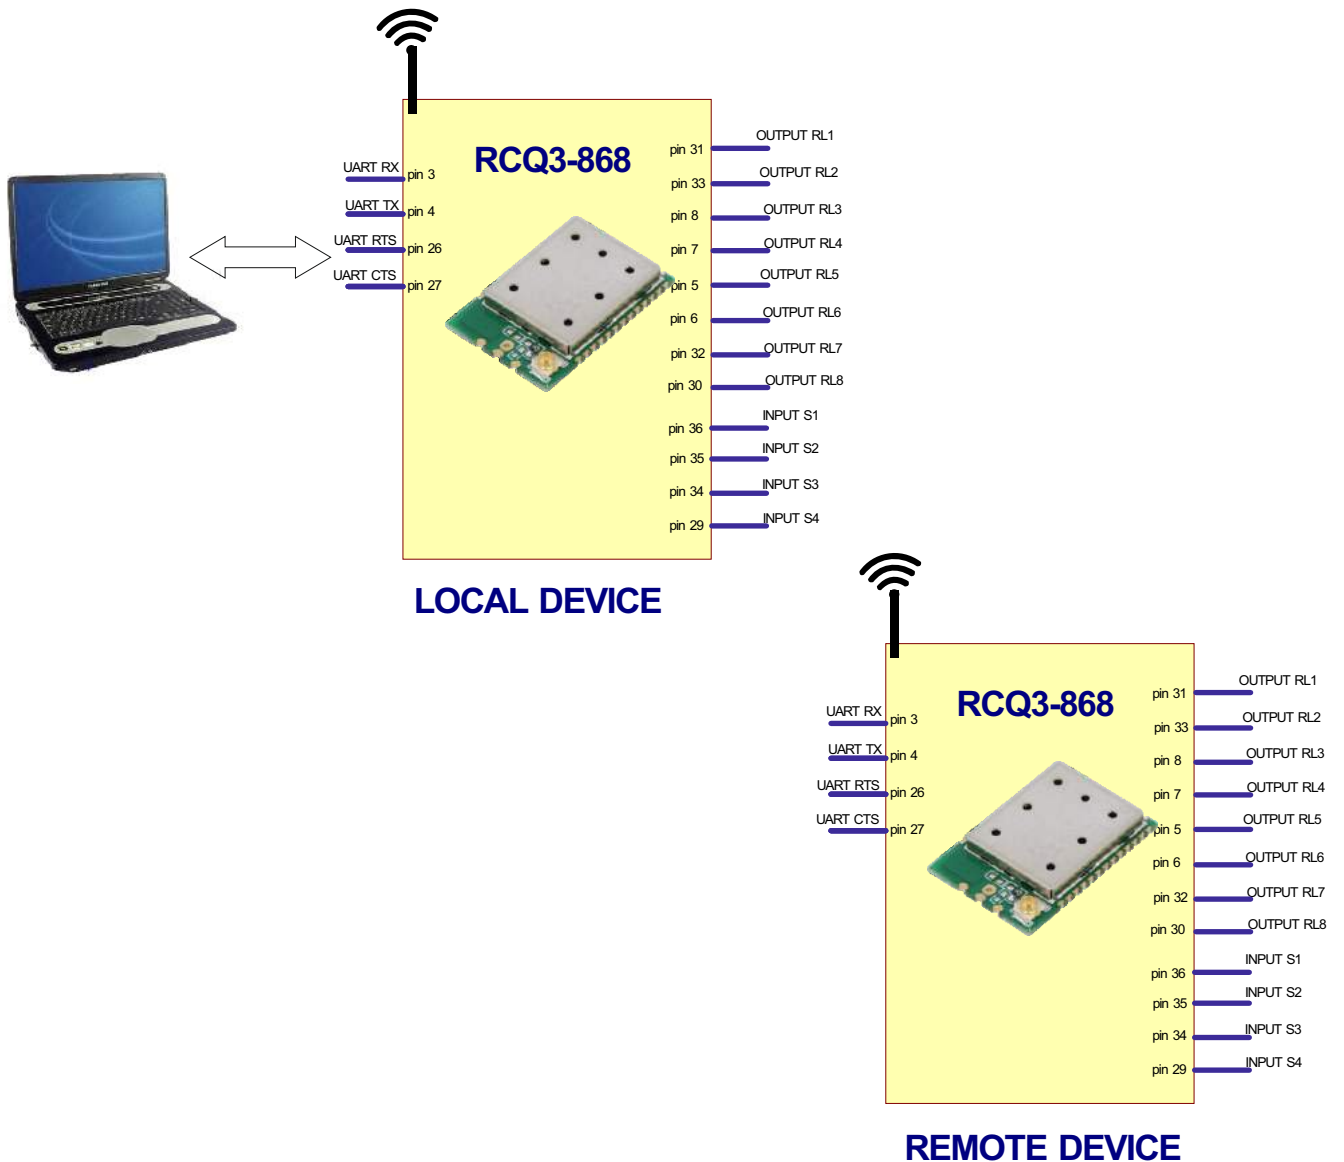 RCQ3-868
UART RX
pin 3
UART TX
pin 4
UART RTS
pin 26
UART CTS
pin 27
pin 31
OUTPUT RL1
pin 33
OUTPUT RL2
pin 8
OUTPUT RL3
pin 7
OUTPUT RL4
pin 5
OUTPUT RL5
pin 6
OUTPUT RL6
pin 32
OUTPUT RL7
pin 30
OUTPUT RL8
pin 36
INPUT S1
pin 35
INPUT S2
pin 34
INPUT S3
pin 29
INPUT S4
LOCAL DEVICE
RCQ3-868
UART RX
pin 3
UART TX
pin 4
UART RTS
pin 26
UART CTS
pin 27
pin 31
OUTPUT RL1
pin 33
OUTPUT RL2
pin 8
OUTPUT RL3
pin 7
OUTPUT RL4
pin 5
OUTPUT RL5
pin 6
OUTPUT RL6
pin 32
OUTPUT RL7
pin 30
OUTPUT RL8
pin 36
INPUT S1
pin 35
INPUT S2
pin 34
INPUT S3
pin 29
INPUT S4
REMOTE DEVICE